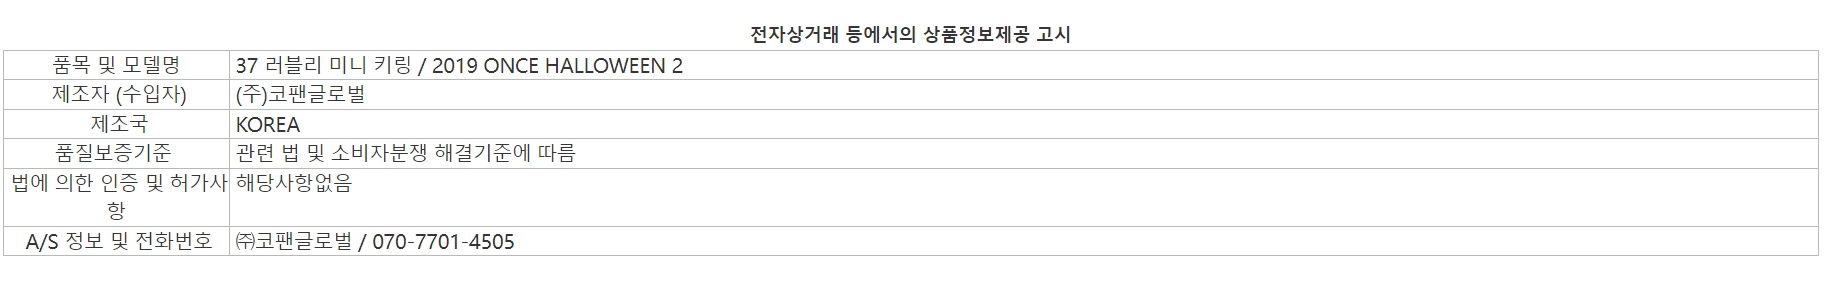 전자상거래 등에서의 상품정보제공 고시
품목 및 모델명 37 러블리 미니 키링 / 2019 ONCE HALLOWEEN 2
제조자 (수입자) (주)코팬글로벌
제조국 KOREA
품질보증기준 관련 법 및 소비자분쟁 해결기준에 따름
법에 의한 인증 및 허가사 해당사항없음
항
A/S 정보 및 전화번호 ㈜코팬글로벌 / 070-7701-4505